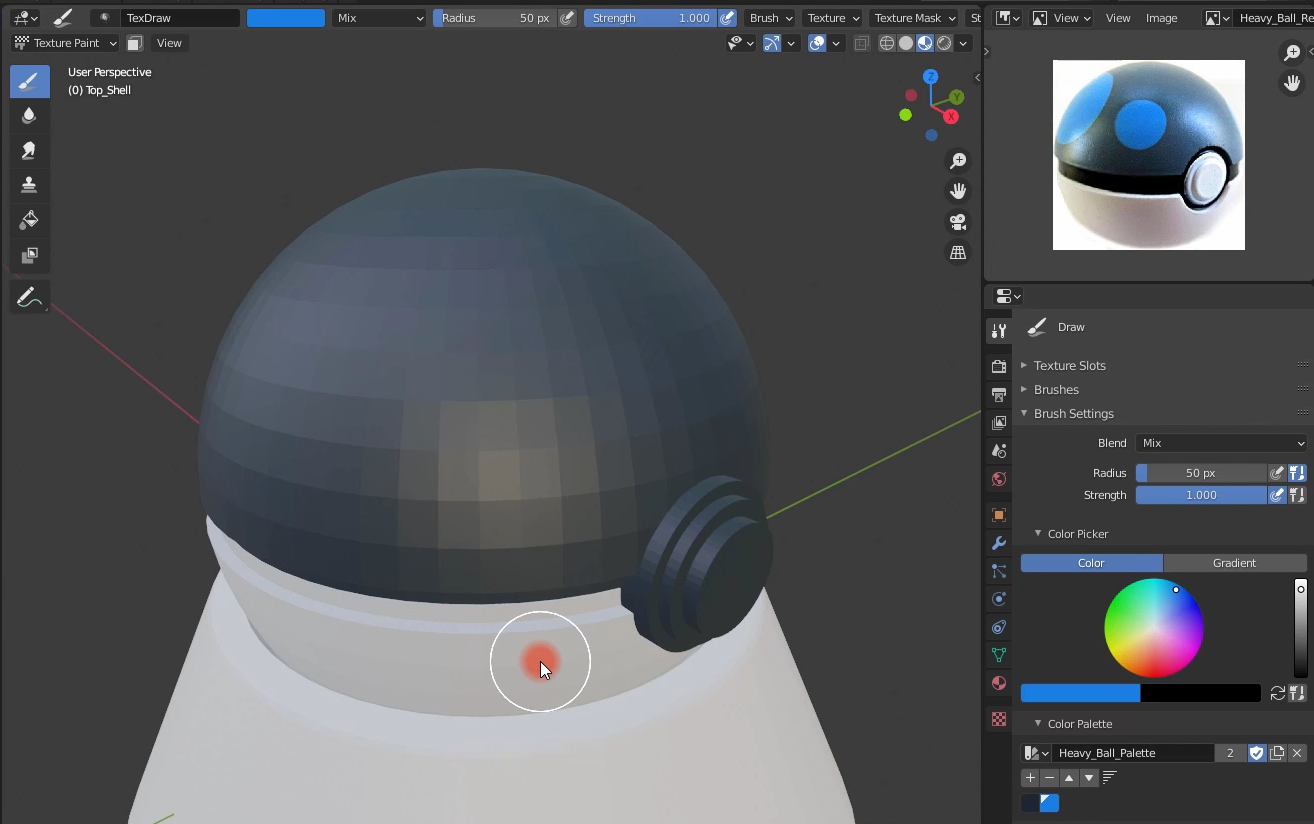 TexDraw Mix Radius 50 px Strength 1.000 Brush Texture Texture Mask St
View View Image Heavy_Ball_Re
Texture Paint View
User Perspective
(0) Top_Shell
Z
Y
X
Draw
Texture Slots
Brushes
Brush Settings
Blend Mix
Radius 50 px
Strength 1.000
Color Picker
Color Gradient
Color Palette
Heavy_Ball_Palette 2